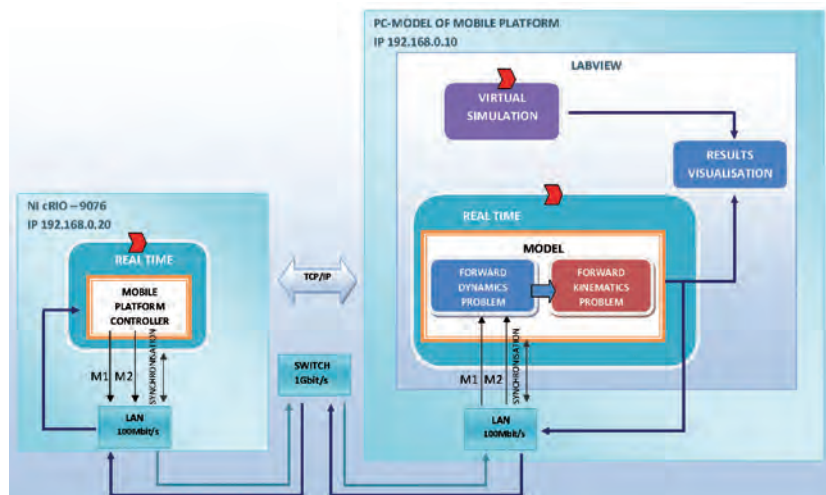 PC-MODEL OF MOBILE PLATFORM
IP 192.168.0.10
LABVIEW
VIRTUAL
SIMULATION
RESULTS
VISUALISATION
NI cRIO – 9076
IP 192.168.0.20
REAL TIME
MOBILE
PLATFORM
CONTROLLER
M1
M2
SYNCHRONISATION
LAN
100Mbit/s
TCP/IP
SWITCH
1Gbit/s
REAL TIME
MODEL
FORWARD
DYNAMICS
PROBLEM
FORWARD
KINEMATICS
PROBLEM
M1
M2
SYNCHRONISATION
LAN
100Mbit/s